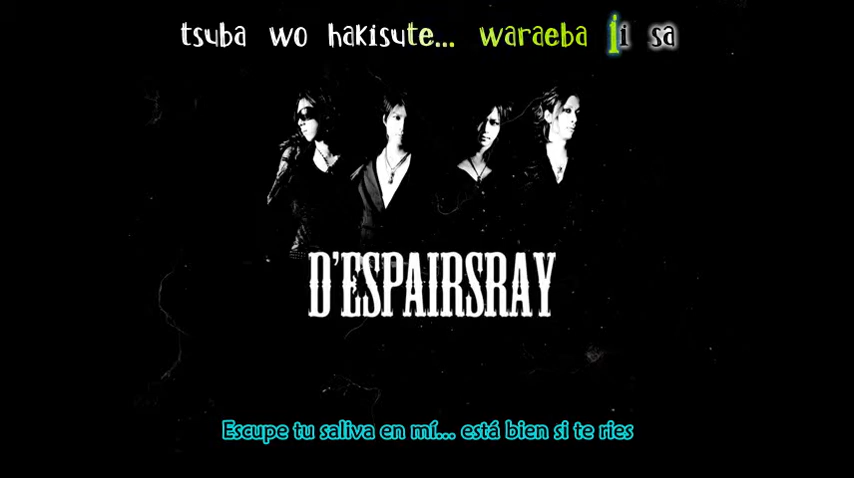 tsuba wo hakisute... waraeba ii sa
D'ESPAIRSRAY
Escupe tu saliva en mí... está bien si te ries